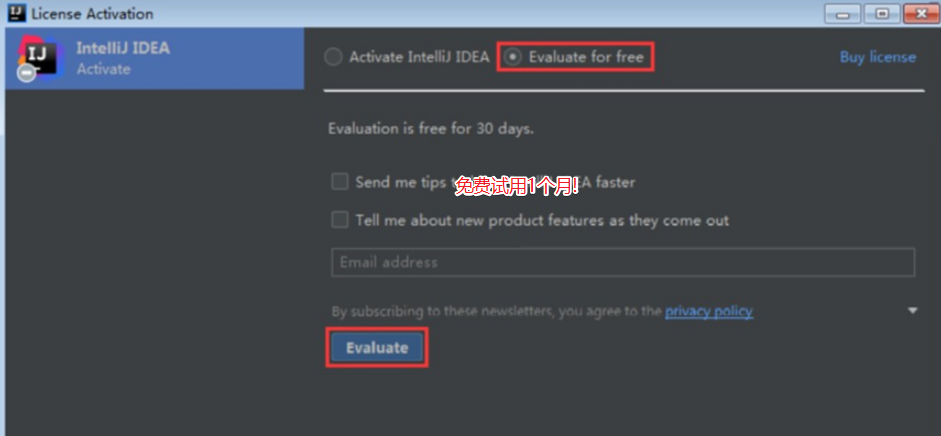 License Activation
IntelliJ IDEA
Activate
Activate IntelliJ IDEA
Evaluate for free
Buy license
Evaluation is free for 30 days.
Send me tips faster
免费试用1个月!
Tell me about new product features as they come out
Email address
By subscribing to these newsletters, you agree to the privacy policy
Evaluate